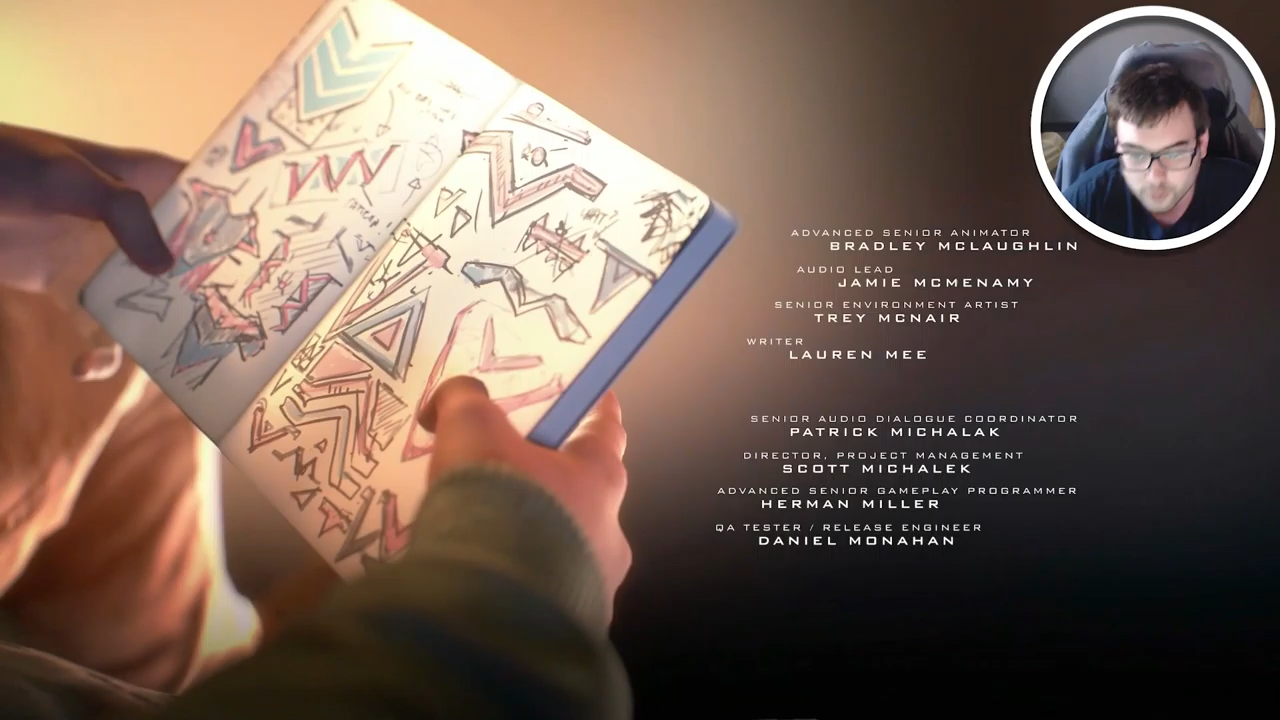 ADVANCED SENIOR ANIMATOR
BRADLEY MCLAUGHLIN
AUDIO LEAD
JAMIE MCMENAMY
SENIOR ENVIRONMENT ARTIST
TREY MCNAIR
WRITER
LAUREN MEE
SENIOR AUDIO DIALOGUE COORDINATOR
PATRICK MICHALAK
DIRECTOR, PROJECT MANAGEMENT
SCOTT MICHALEK
ADVANCED SENIOR GAMEPLAY PROGRAMMER
HERMAN MILLER
QA TESTER / RELEASE ENGINEER
DANIEL MONAHAN